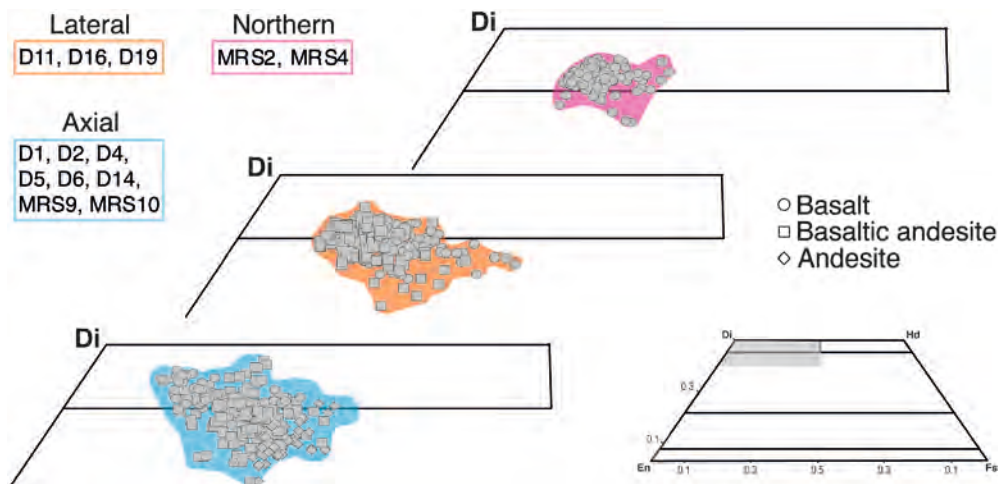 Lateral
D11, D16, D19
Northern
MRS2, MRS4
Axial
D1, D2, D4,
D5, D6, D14,
MRS9, MRS10
Di
Di
Di
Basalt
Basaltic andesite
Andesite
Di
Hd
0.3
0.1
En
0.1
0.3
0.5
0.3
0.1
Fs